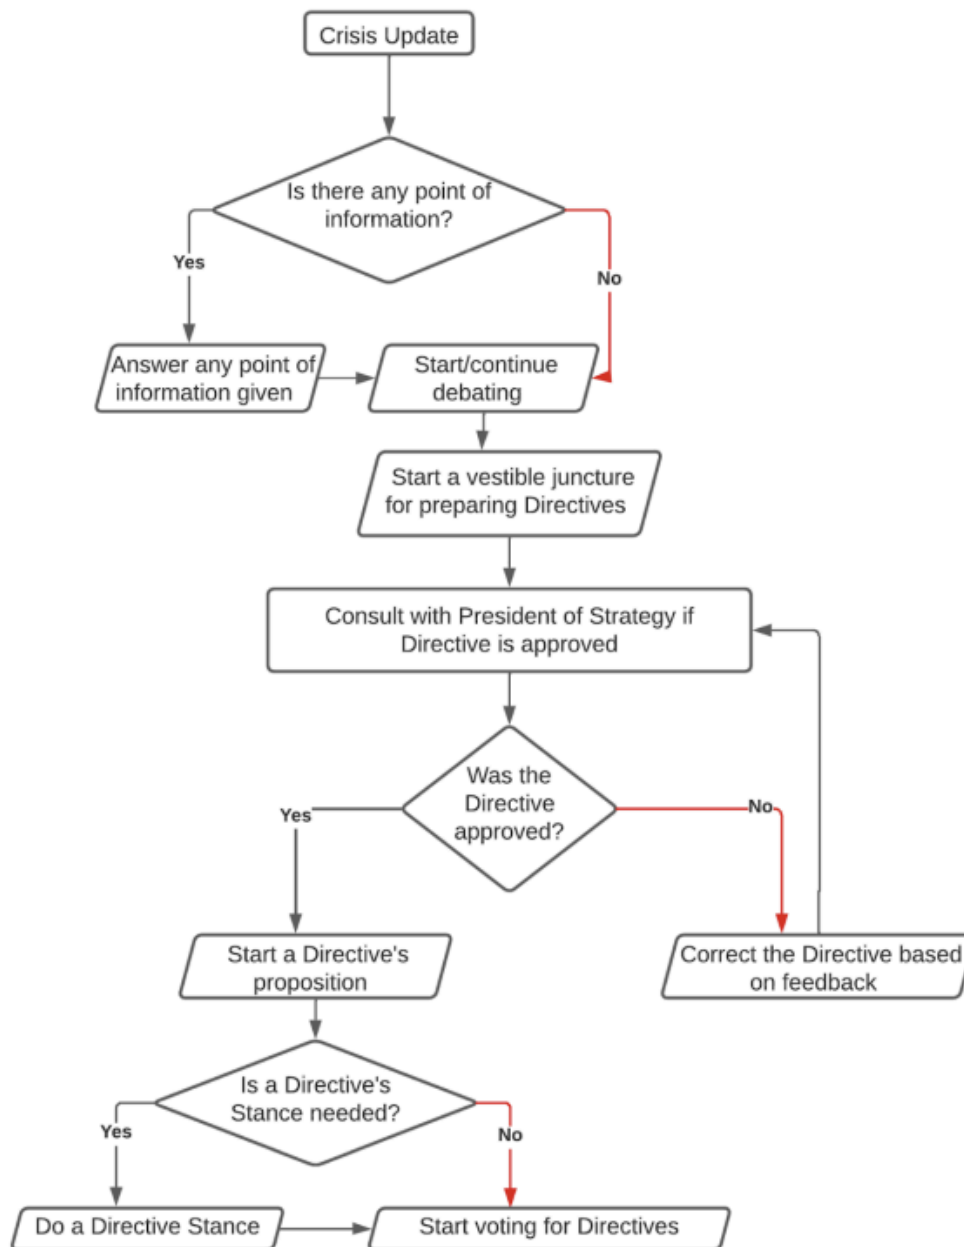 Crisis Update
Is there any point of
information?
Yes
No
Answer any point of
information given
Start/continue
debating
Start a vestible juncture
for preparing Directives
Consult with President of Strategy if
Directive is approved
Was the
Directive
approved?
Yes
No
Start a Directive's
proposition
Correct the Directive based
on feedback
Is a Directive's
Stance needed?
Yes
No
Do a Directive Stance
Start voting for Directives